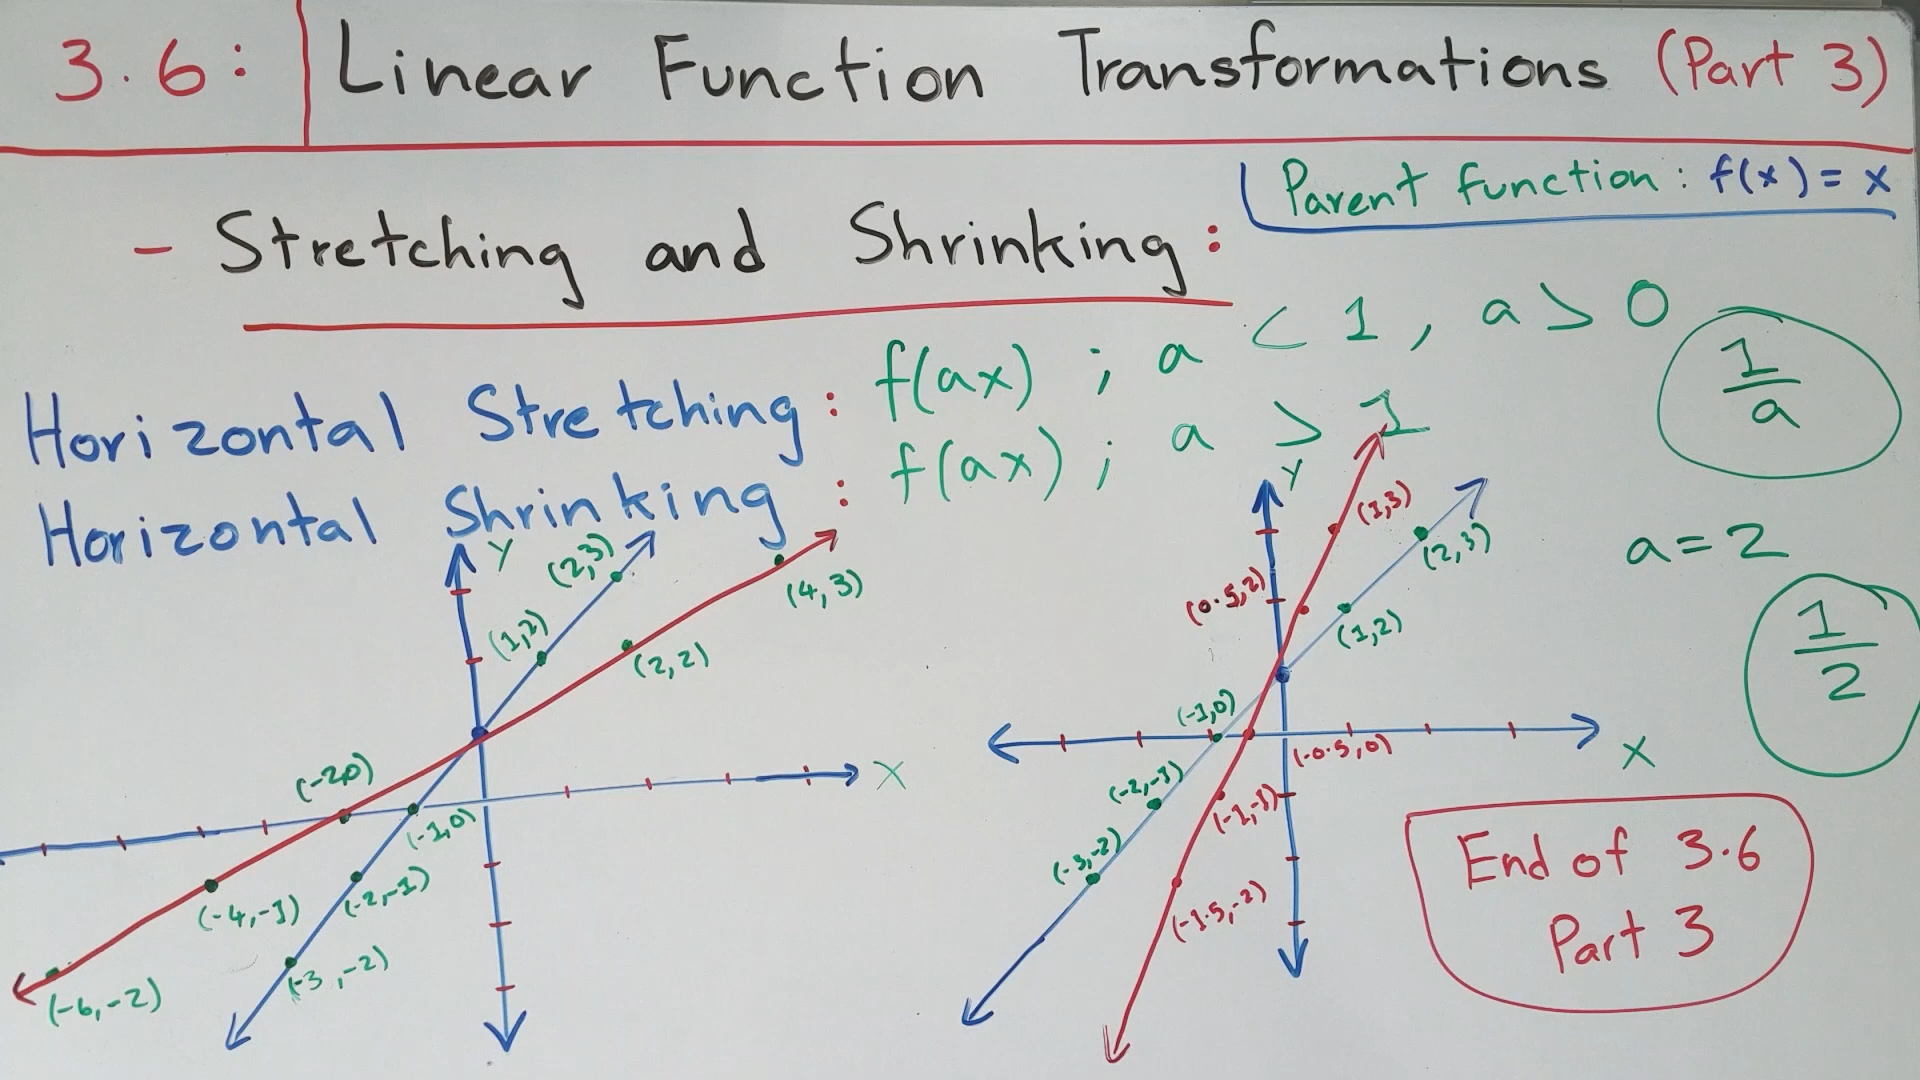 3.6: Linear Function Transformations (Part 3)
Parent function: f(x) = x
- Stretching and Shrinking:
Horizontal Stretching: f(ax) ; a < 1, a > 0
1/a
Horizontal Shrinking: f(ax) ; a > 1
Y
(2,3)
(1,2)
(4,3)
(2,2)
(-2,0)
X
(-1,0)
(-4,-1)
(-2,-1)
(-3,-2)
(-6,-2)
Y
(1,3)
(2,3)
(0.5,2)
(1,2)
(-1,0)
(-0.5,0)
X
(-2,-1)
(-1,-1)
(-3,-2)
(-1.5,-2)
a=2
1/2
End of 3.6
Part 3